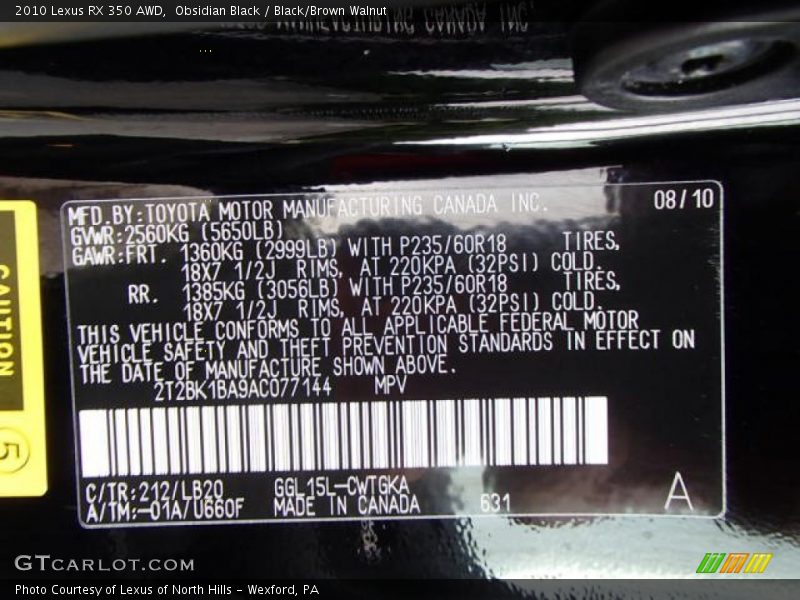 2010 Lexus RX 350 AWD, Obsidian Black / Black/Brown Walnut
MANUFACTURING CANADA INC.
MFD.BY:TOYOTA MOTOR MANUFACTURING CANADA INC. 08/10
GVWR:2560KG (5650LB)
GAWR:FRT. 1360KG (2999LB) WITH P235/60R18 TIRES,
18X7 1/2J RIMS, AT 220KPA (32PSI) COLD.
RR. 1385KG (3056LB) WITH P235/60R18 TIRES,
18X7 1/2J RIMS, AT 220KPA (32PSI) COLD.
THIS VEHICLE CONFORMS TO ALL APPLICABLE FEDERAL MOTOR
VEHICLE SAFETY AND THEFT PREVENTION STANDARDS IN EFFECT ON
THE DATE OF MANUFACTURE SHOWN ABOVE.
2T2BK1BA9AC077144 MPV
C/TR:212/LB20 GGL15L-CWTGKA
A/TM:-01A/U660F MADE IN CANADA 631 A
CAUTION
5
GTCARLOT.COM
Photo Courtesy of Lexus of North Hills - Wexford, PA